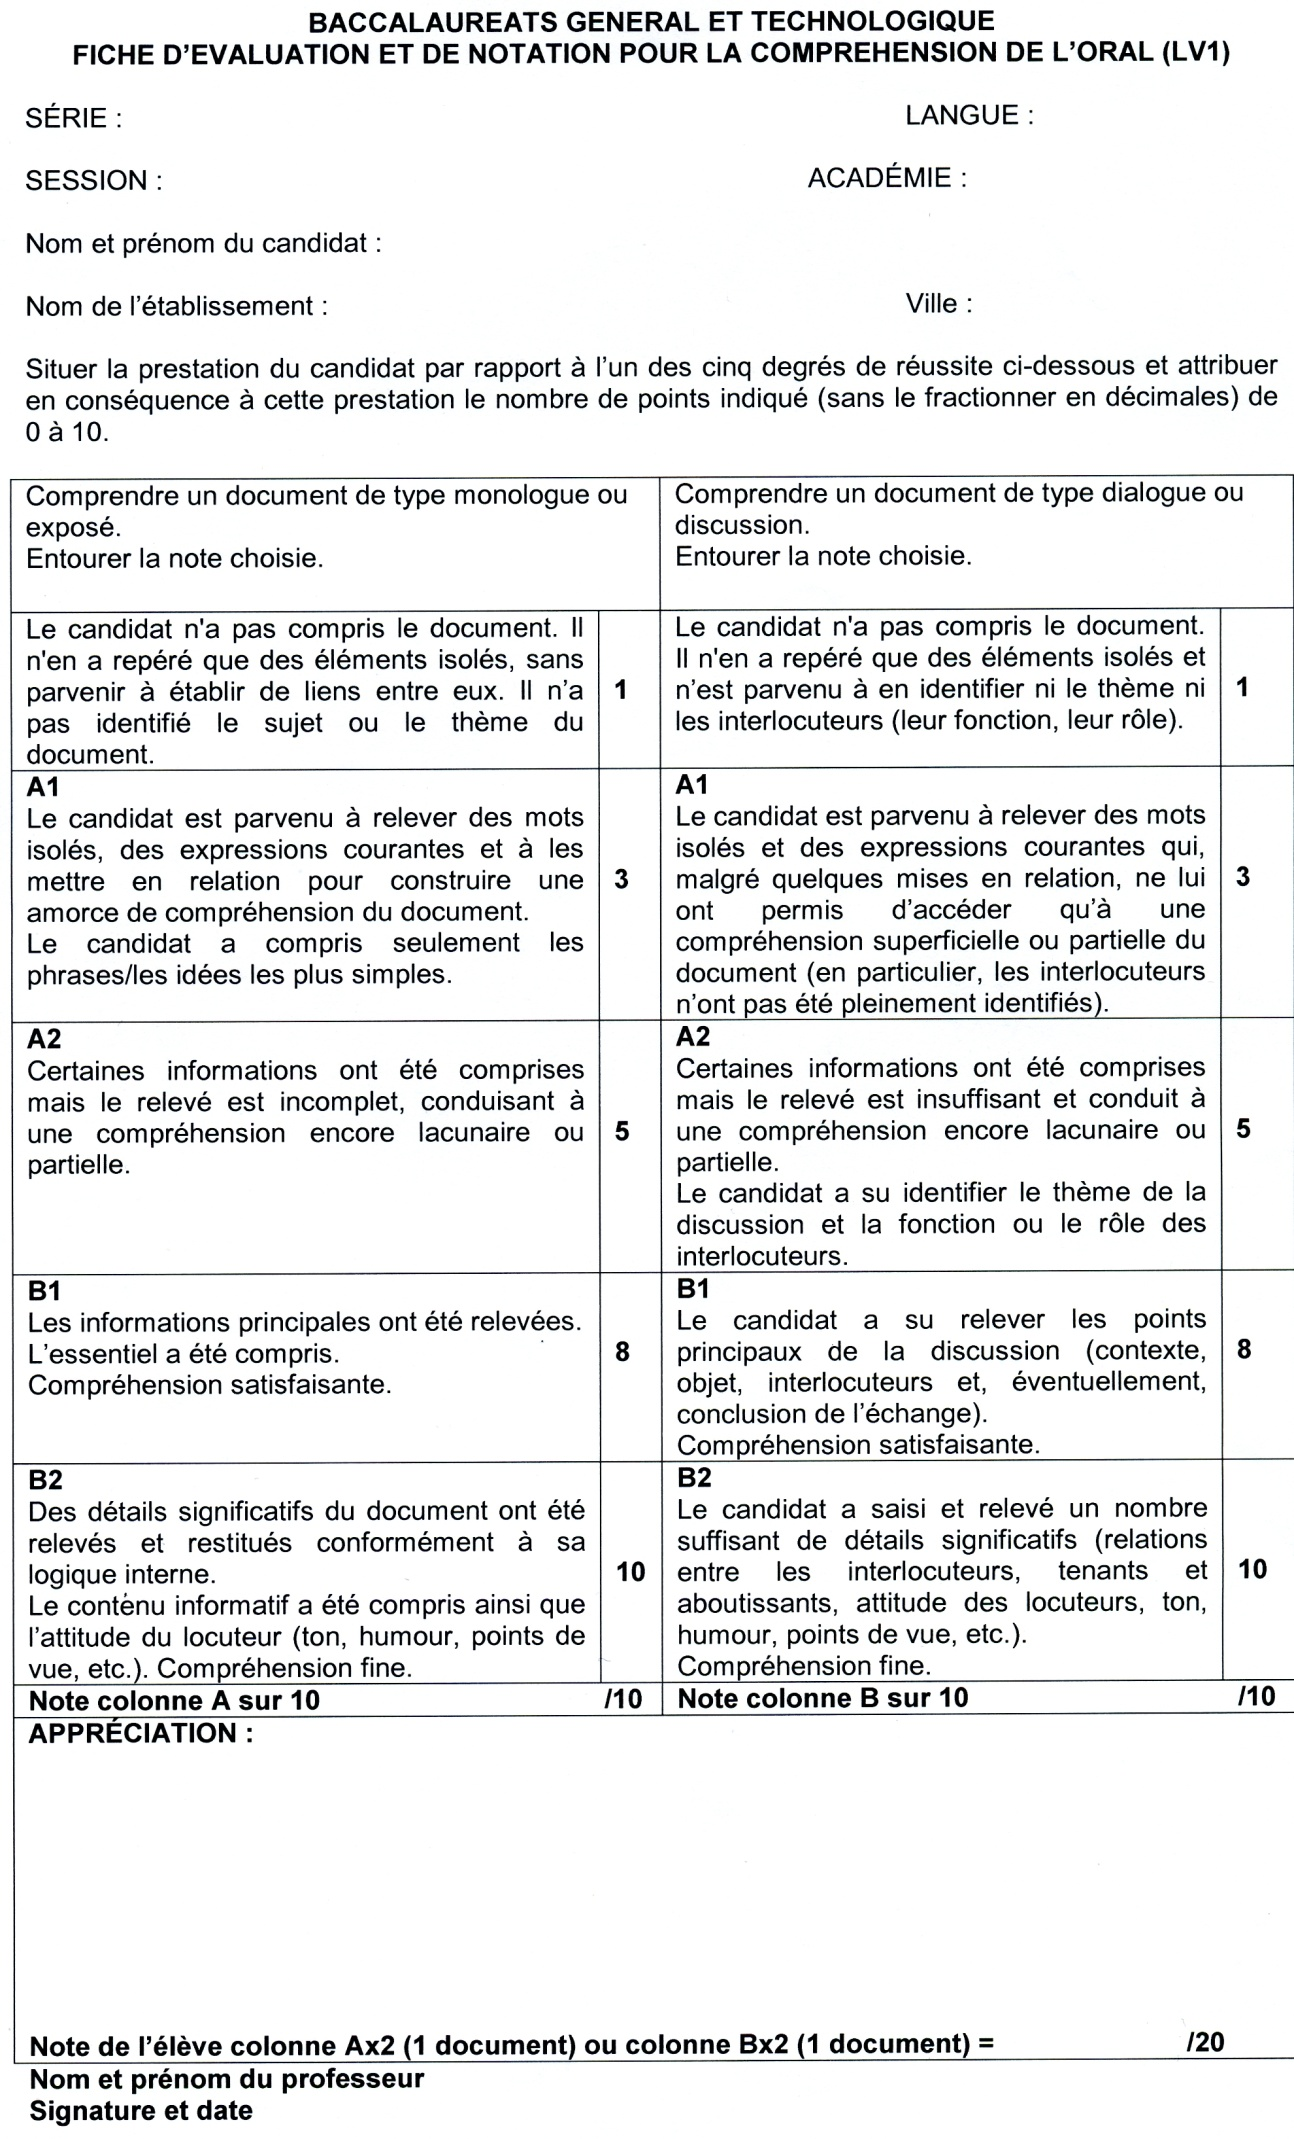 BACCALAUREATS GENERAL ET TECHNOLOGIQUE
FICHE D'EVALUATION ET DE NOTATION POUR LA COMPREHENSION DE L'ORAL (LV1)
SÉRIE :
LANGUE :
SESSION :
ACADÉMIE :
Nom et prénom du candidat :
Nom de l'établissement :
Ville :
Situer la prestation du candidat par rapport à l'un des cinq degrés de réussite ci-dessous et attribuer
en conséquence à cette prestation le nombre de points indiqué (sans le fractionner en décimales) de
0 à 10.
Comprendre un document de type monologue ou
exposé.
Entourer la note choisie.
Comprendre un document de type dialogue ou
discussion.
Entourer la note choisie.
Le candidat n'a pas compris le document. Il
n'en a repéré que des éléments isolés, sans
parvenir à établir de liens entre eux. Il n'a
pas identifié le sujet ou le thème du
document.
1
Le candidat n'a pas compris le document.
Il n'en a repéré que des éléments isolés et
n'est parvenu à en identifier ni le thème ni
les interlocuteurs (leur fonction, leur rôle).
1
A1
Le candidat est parvenu à relever des mots
isolés, des expressions courantes et à les
mettre en relation pour construire une
amorce de compréhension du document.
Le candidat a compris seulement les
phrases/les idées les plus simples.
3
A1
Le candidat est parvenu à relever des mots
isolés et des expressions courantes qui,
malgré quelques mises en relation, ne lui
ont permis d'accéder qu'à une
compréhension superficielle ou partielle du
document (en particulier, les interlocuteurs
n'ont pas été pleinement identifiés).
3
A2
Certaines informations ont été comprises
mais le relevé est incomplet, conduisant à
une compréhension encore lacunaire ou
partielle.
5
A2
Certaines informations ont été comprises
mais le relevé est insuffisant et conduit à
une compréhension encore lacunaire ou
partielle.
Le candidat a su identifier le thème de la
discussion et la fonction ou le rôle des
interlocuteurs.
5
B1
Les informations principales ont été relevées.
L'essentiel a été compris.
Compréhension satisfaisante.
8
B1
Le candidat a su relever les points
principaux de la discussion (contexte,
objet, interlocuteurs et, éventuellement,
conclusion de l'échange).
Compréhension satisfaisante.
8
B2
Des détails significatifs du document ont été
relevés et restitués conformément à sa
logique interne.
Le contenu informatif a été compris ainsi que
l'attitude du locuteur (ton, humour, points de
vue, etc.). Compréhension fine.
10
B2
Le candidat a saisi et relevé un nombre
suffisant de détails significatifs (relations
entre les interlocuteurs, tenants et
aboutissants, attitude des locuteurs, ton,
humour, points de vue, etc.).
Compréhension fine.
10
Note colonne A sur 10 /10
Note colonne B sur 10 /10
APPRÉCIATION :
Note de l'élève colonne Ax2 (1 document) ou colonne Bx2 (1 document) = /20
Nom et prénom du professeur
Signature et date